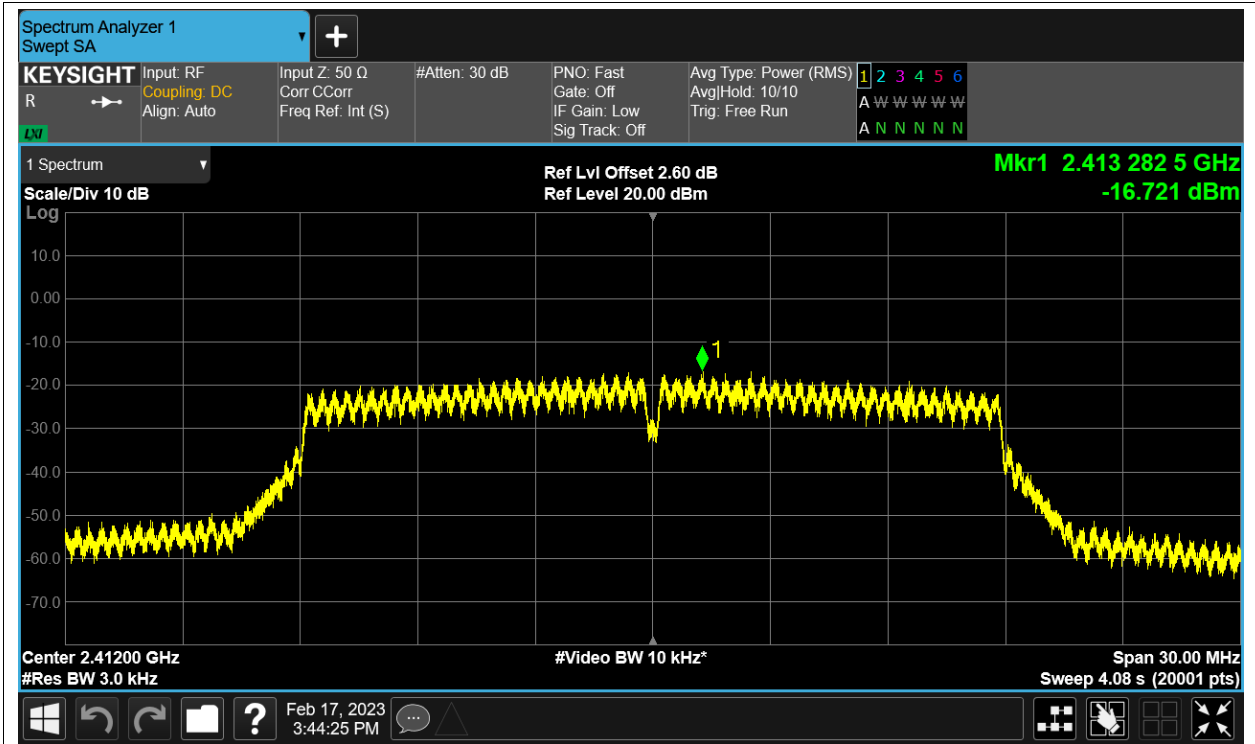 Spectrum Analyzer 1
Swept SA
KEYSIGHT
R
LXI
Input: RF
Coupling: DC
Align: Auto
Input Z: 50 Ω
Corr CCorr
Freq Ref: Int (S)
#Atten: 30 dB
PNO: Fast
Gate: Off
IF Gain: Low
Sig Track: Off
Avg Type: Power (RMS)
Avg|Hold: 10/10
Trig: Free Run
1 2 3 4 5 6
A W W W W W
A N N N N N
1 Spectrum
Scale/Div 10 dB
Ref Lvl Offset 2.60 dB
Ref Level 20.00 dBm
Mkr1 2.413 282 5 GHz
-16.721 dBm
Log
10.0
0.00
-10.0
-20.0
-30.0
-40.0
-50.0
-60.0
-70.0
1
Center 2.41200 GHz
#Res BW 3.0 kHz
#Video BW 10 kHz*
Span 30.00 MHz
Sweep 4.08 s (20001 pts)
?
Feb 17, 2023
3:44:25 PM